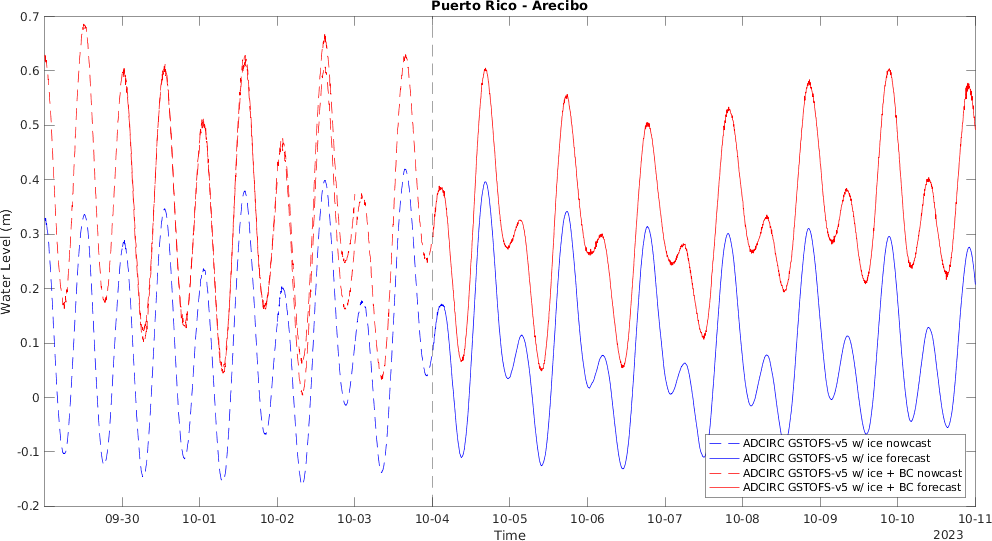 Puerto Rico - Arecibo
0.7
0.6
0.5
0.4
0.3
0.2
0.1
0
-0.1
-0.2
Water Level (m)
ADCIRC GSTOFS-v5 w/ ice nowcast
ADCIRC GSTOFS-v5 w/ ice forecast
ADCIRC GSTOFS-v5 w/ ice + BC nowcast
ADCIRC GSTOFS-v5 w/ ice + BC forecast
09-30 10-01 10-02 10-03 10-04 10-05 10-06 10-07 10-08 10-09 10-10 10-11
Time
2023